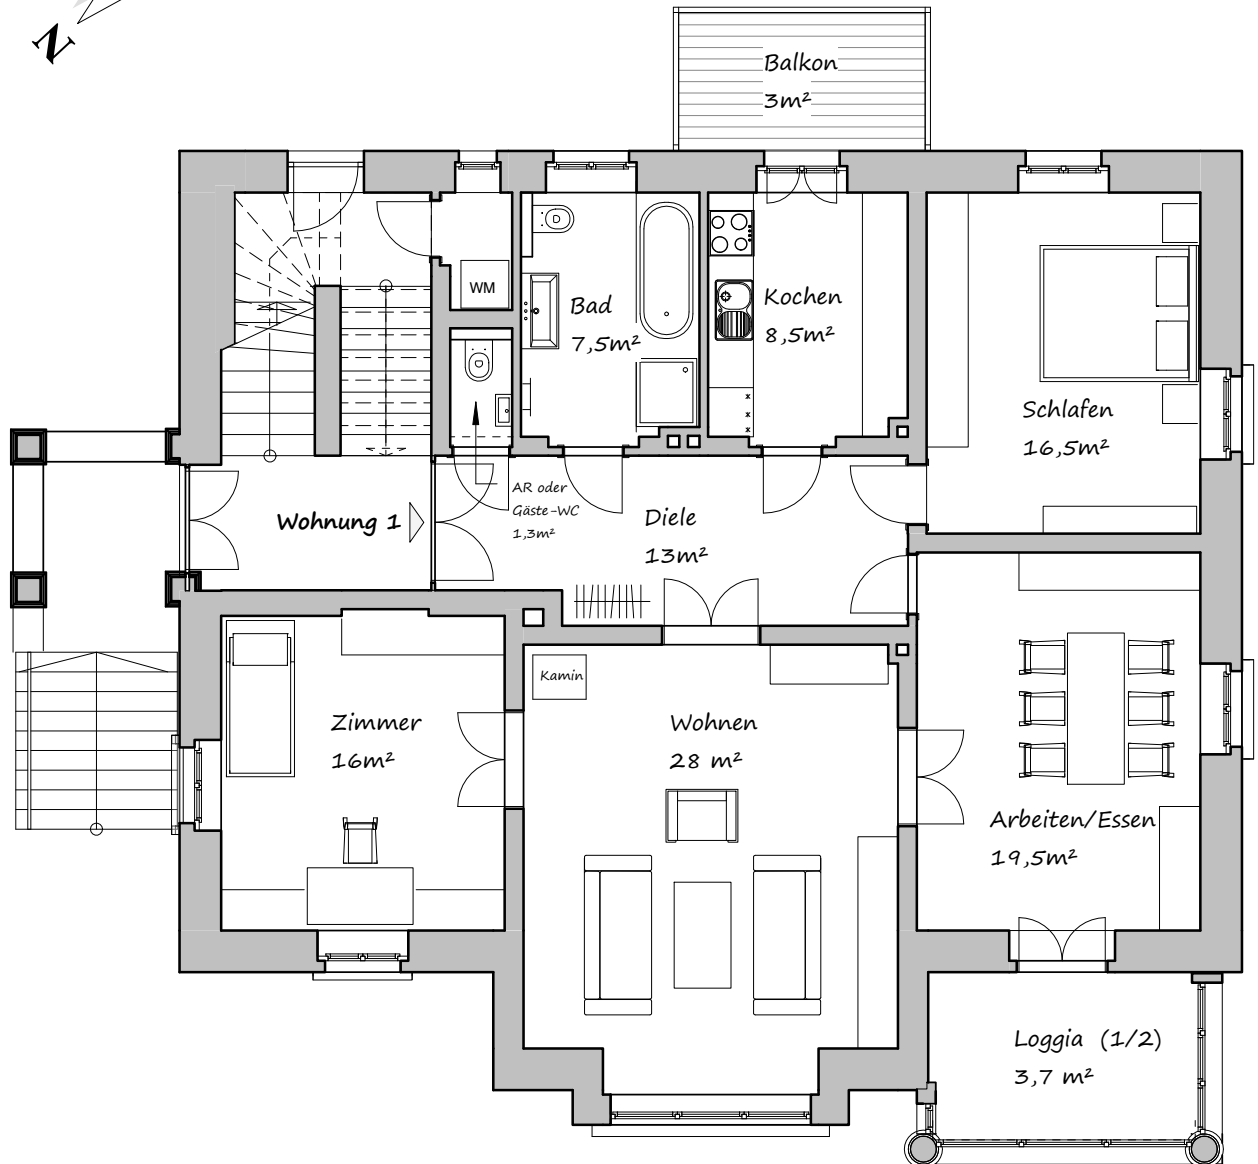 N
Balkon
3m²
WM
Bad
7,5m²
Kochen
8,5m²
Schlafen
16,5m²
Wohnung 1
AR oder
Gäste-WC
1,3m²
Diele
13m²
Kamin
Zimmer
16m²
Wohnen
28 m²
Arbeiten/Essen
19,5m²
Loggia (1/2)
3,7 m²